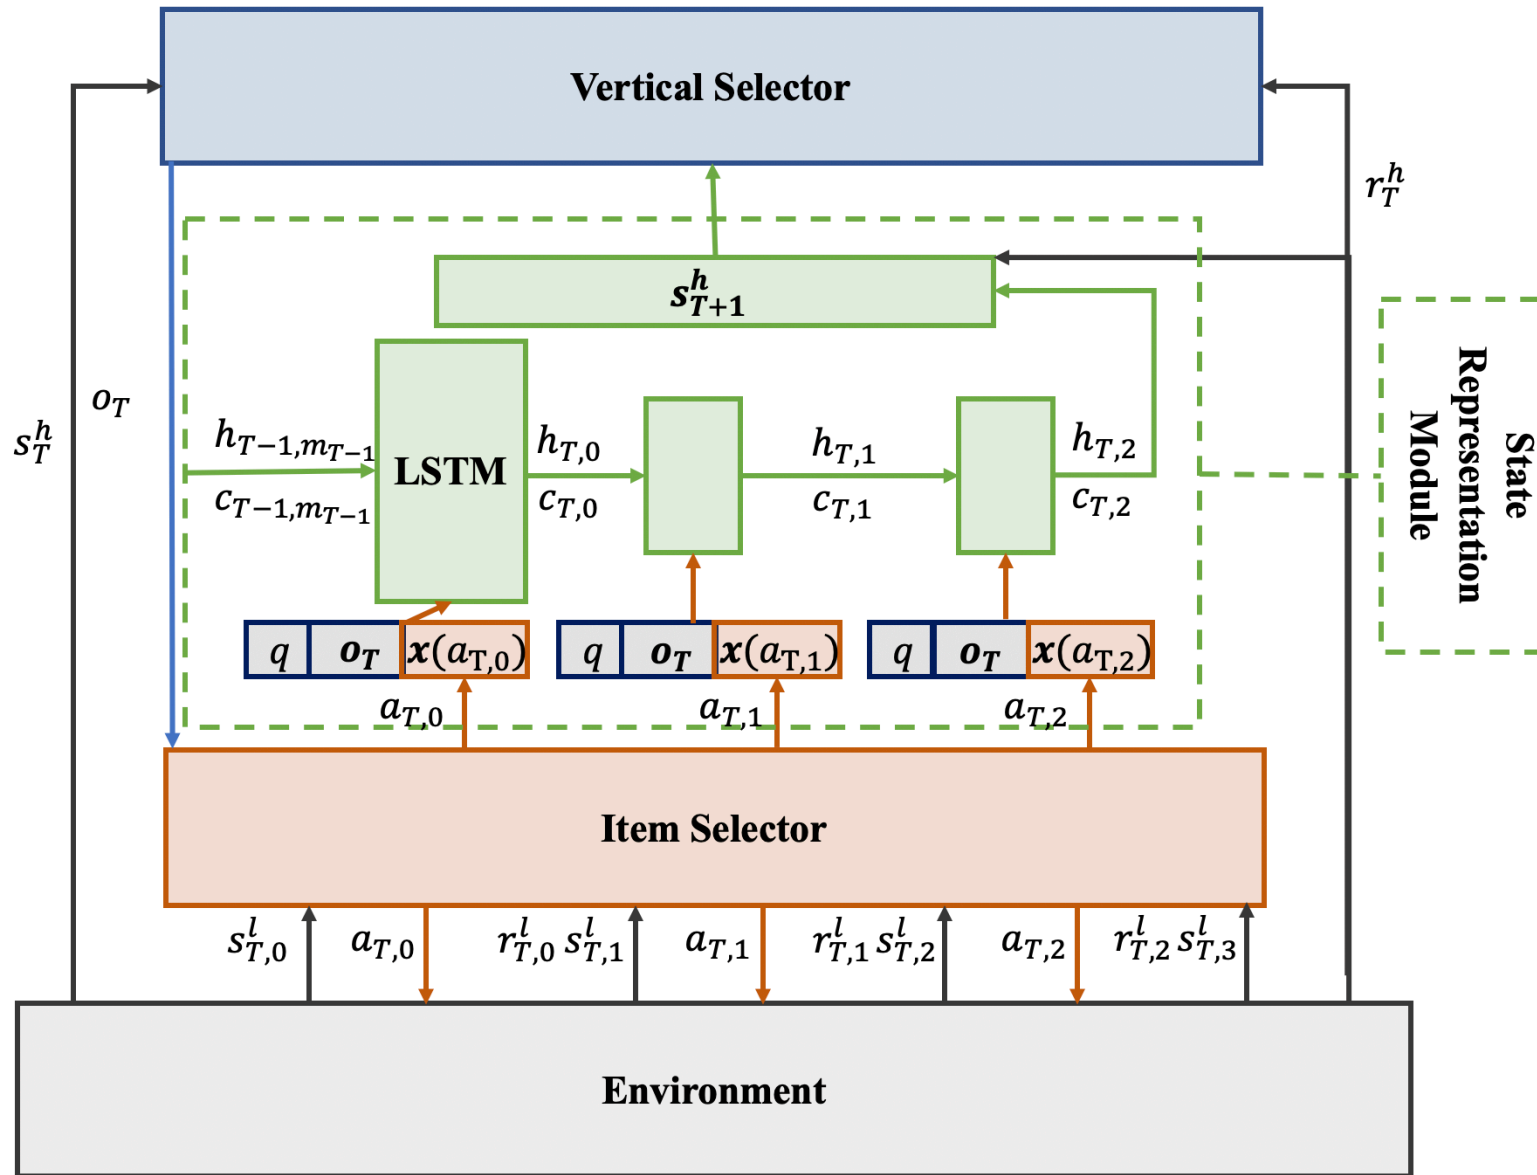 Vertical Selector
r_T^h
s_{T+1}^h
o_T
s_T^h
h_{T−1,m_{T−1}}
c_{T−1,m_{T−1}}
LSTM
h_{T,0}
c_{T,0}
h_{T,1}
c_{T,1}
h_{T,2}
c_{T,2}
State
Representation
Module
q o_T x(a_{T,0})
q o_T x(a_{T,1})
q o_T x(a_{T,2})
a_{T,0}
a_{T,1}
a_{T,2}
Item Selector
s_{T,0}^l a_{T,0} r_{T,0}^l s_{T,1}^l a_{T,1} r_{T,1}^l s_{T,2}^l a_{T,2} r_{T,2}^l s_{T,3}^l
Environment